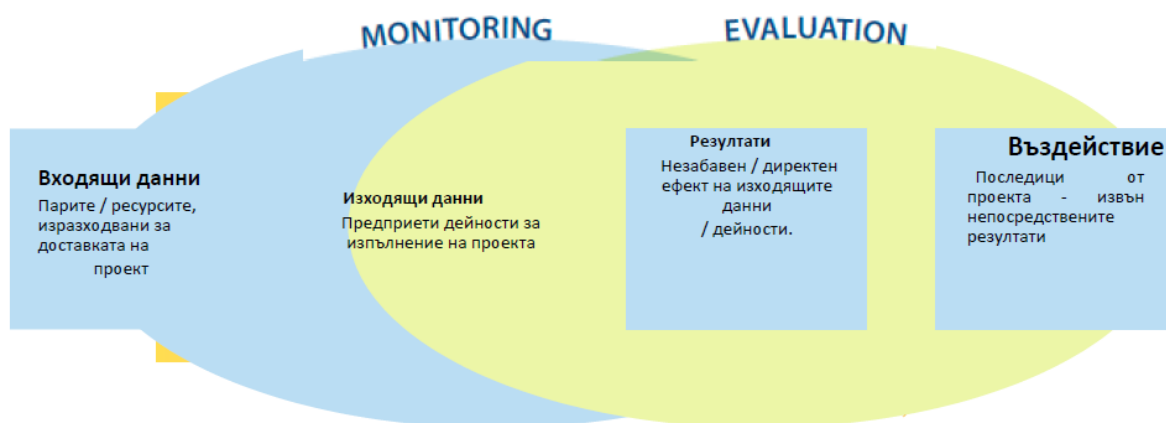 MONITORING
EVALUATION
Входящи данни
Парите / ресурсите,
изразходвани за
доставката на
проект
Изходящи данни
Предприети дейности за
изпълнение на проекта
Резултати
Незабавен / директен
ефект на изходящите
данни
/ дейности.
Въздействие
Последици от
проекта - извън
непосредствените
резултати